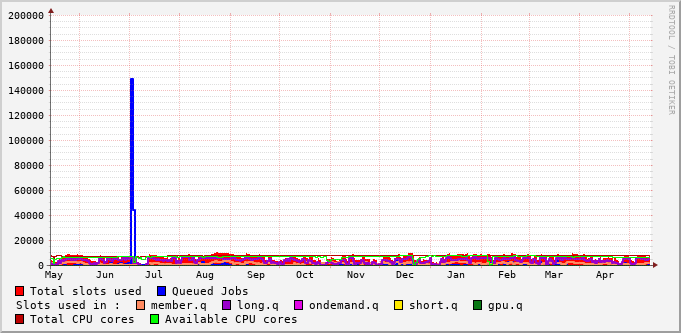 200000
180000
160000
140000
120000
100000
80000
60000
40000
20000
0
May Jun Jul Aug Sep Oct Nov Dec Jan Feb Mar Apr
Total slots used Queued Jobs
Slots used in : member.q long.q ondemand.q short.q gpu.q
Total CPU cores Available CPU cores
RRDTOOL / TOBI OETIKER